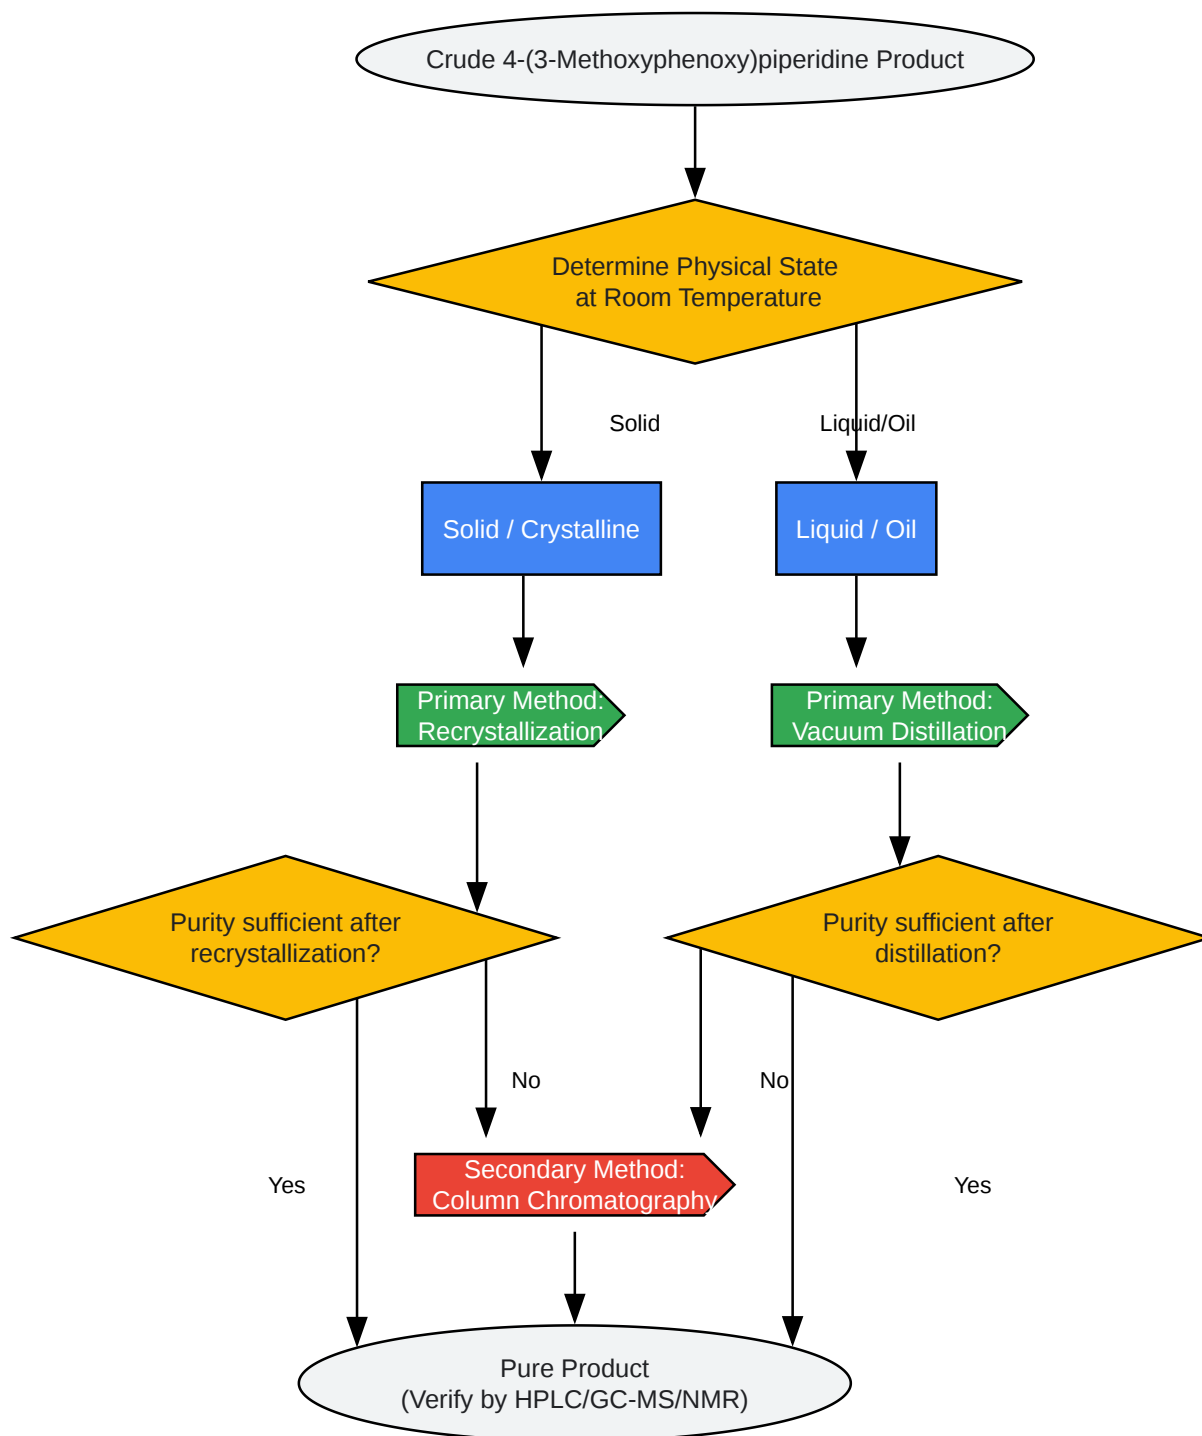 Crude 4-(3-Methoxyphenoxy)piperidine Product
Determine Physical State
at Room Temperature
Solid
Liquid/Oil
Solid / Crystalline
Liquid / Oil
Primary Method:
Recrystallization
Primary Method:
Vacuum Distillation
Purity sufficient after
recrystallization?
Purity sufficient after
distillation?
No
No
Secondary Method:
Column Chromatography
Yes
Yes
Pure Product
(Verify by HPLC/GC-MS/NMR)